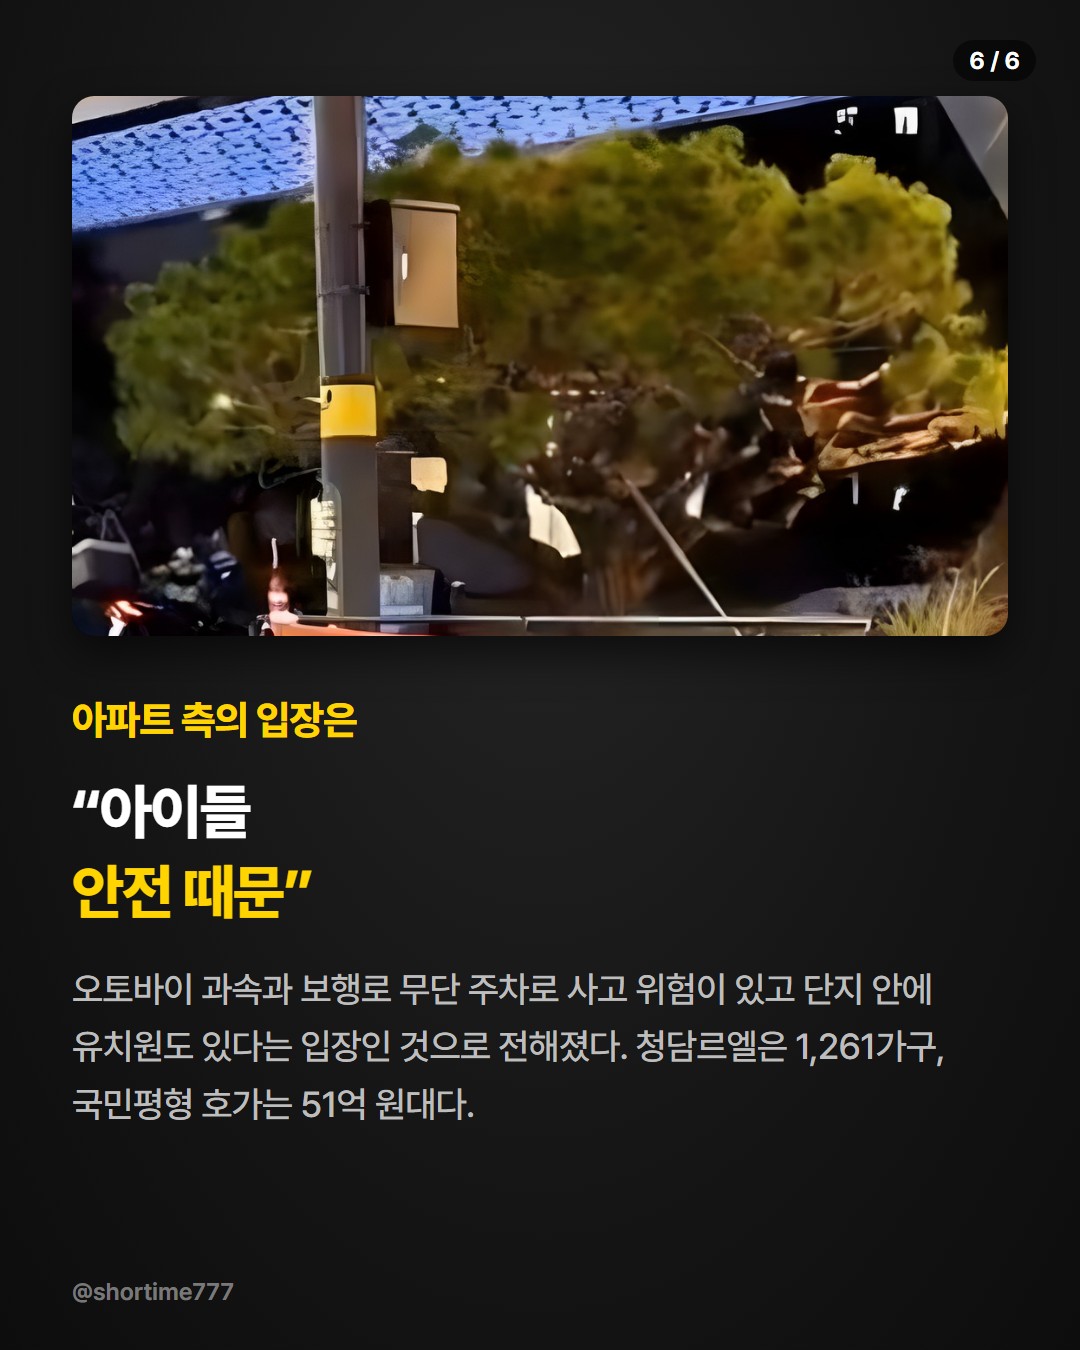 6 / 6
아파트 측의 입장은
“아이들
안전 때문”
오토바이 과속과 보행로 무단 주차로 사고 위험이 있고 단지 안에
유치원도 있다는 입장인 것으로 전해졌다. 청담르엘은 1,261가구,
국민평형 호가는 51억 원대다.
@shortime777